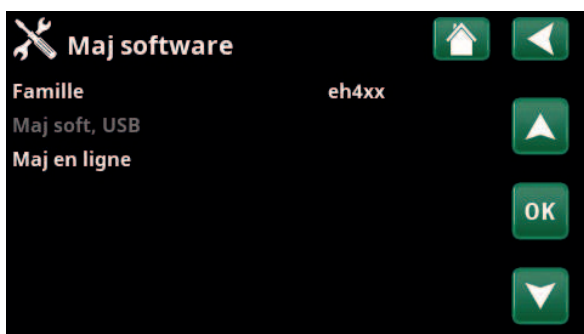 Maj software
Famille eh4xx
Maj soft, USB
Maj en ligne
OK